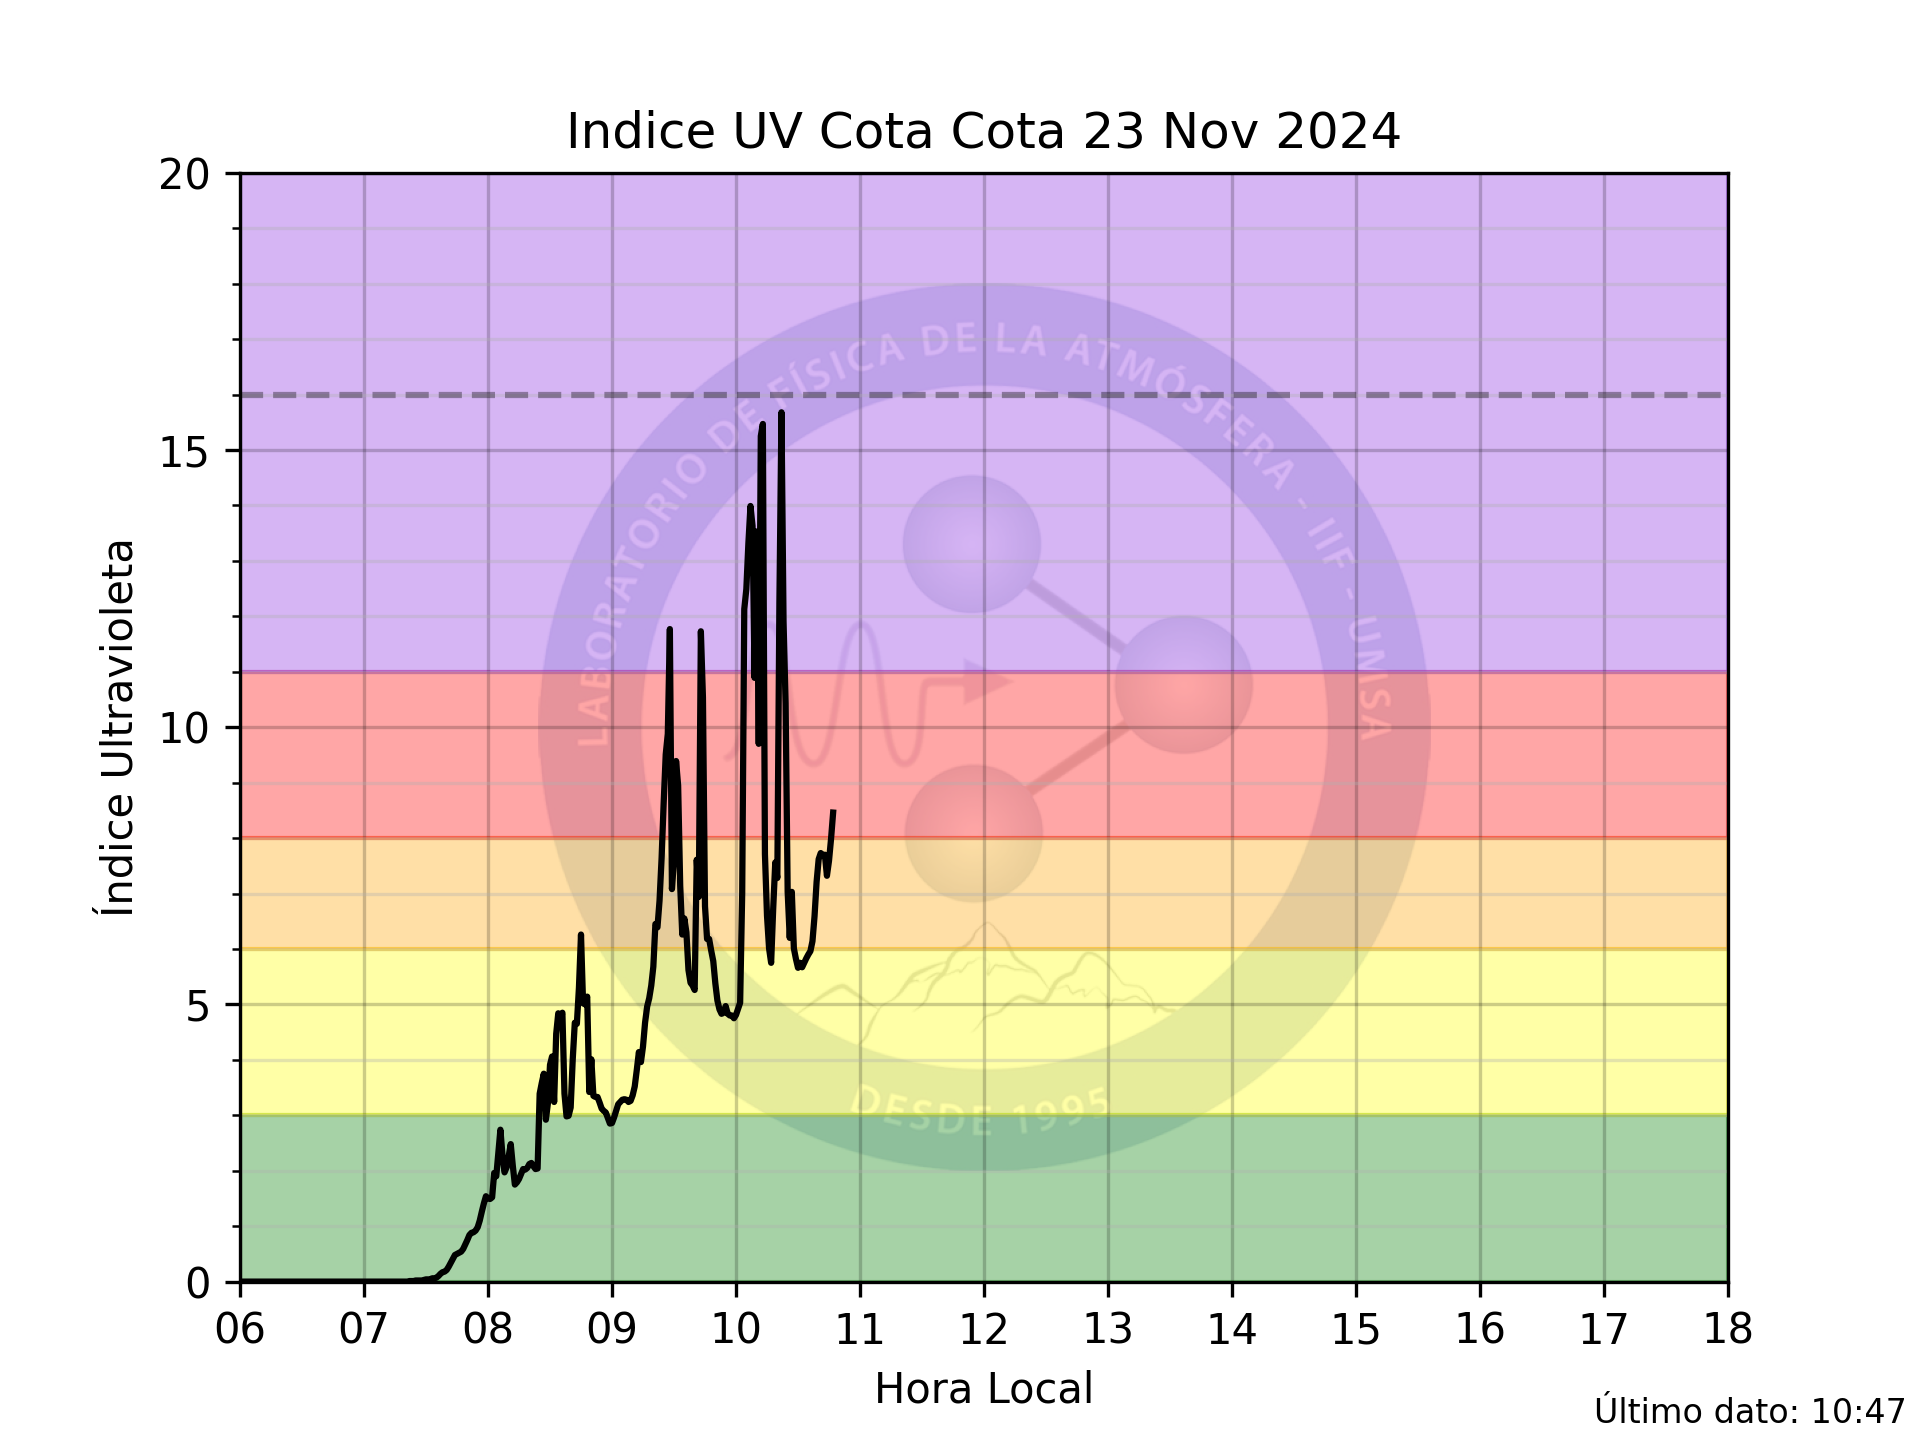 Indice UV Cota Cota 23 Nov 2024
20
15
10
5
0
Índice Ultravioleta
LABORATORIO DE FÍSICA DE LA ATMÓSFERA - IIF - UMSA
DESDE 1995
06 07 08 09 10 11 12 13 14 15 16 17 18
Hora Local
Último dato: 10:47